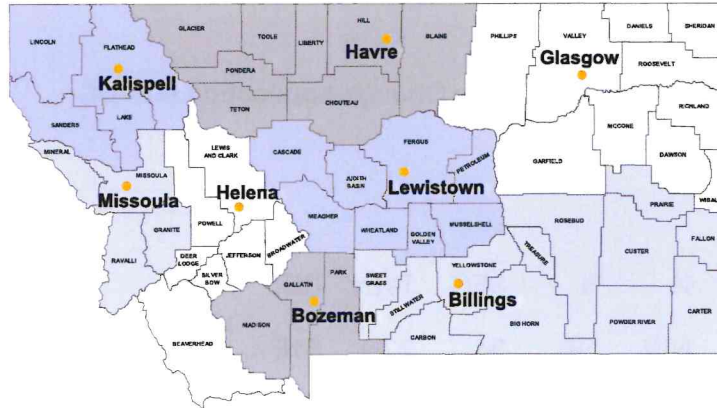 LINCOLN
FLATHEAD
Kalispell
SANDERS
LAKE
GLACIER
TOOLE
LIBERTY
HILL
Havre
BLAINE
PONDERA
TETON
CHOUTEAU
PHILLIPS
VALLEY
DANIELS
SHERIDAN
Glasgow
ROOSEVELT
RICHLAND
MCCONE
DAWSON
GARFIELD
WIBAU
MINERAL
MISSOULA
Missoula
LEWIS
AND CLARK
Helena
POWELL
GRANITE
RAVALLI
DEER
LODGE
SILVER
BOW
JEFFERSON
BROADWATER
BEAVERHEAD
CASCADE
JUDITH
BASIN
FERGUS
PETROLEUM
Lewistown
MEAGHER
WHEATLAND
GOLDEN
VALLEY
MUSSELSHELL
MADISON
GALLATIN
PARK
Bozeman
SWEET
GRASS
STILLWATER
CARBON
YELLOWSTONE
Billings
BIG HORN
TREASURE
ROSEBUD
PRAIRIE
CUSTER
FALLON
POWDER RIVER
CARTER